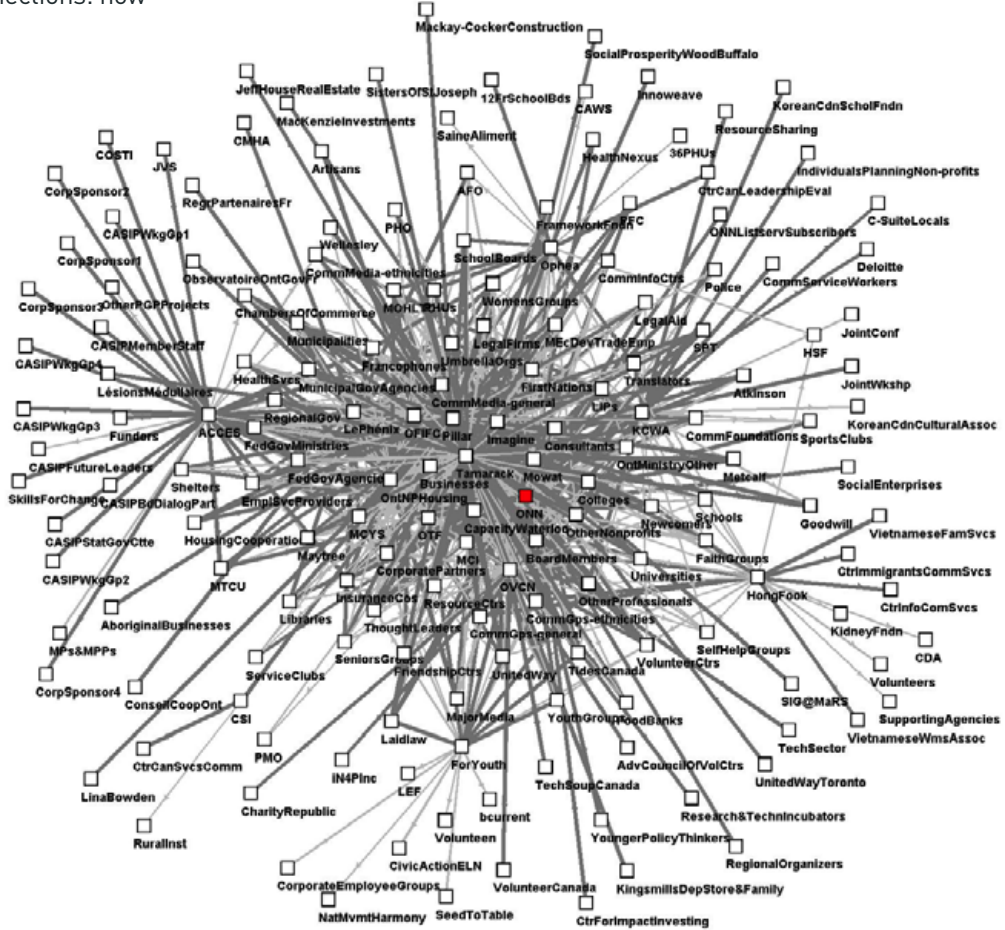 Mackay-CockerConstruction
SocialProsperityWoodBuffalo
JeffHouseRealEstate
SistersOfStJoseph
12FrSchoolBds
Innoweave
CAWS
KoreanCdnScholFndn
MacKenzieInvestments
SaineAliment
ResourceSharing
CMHA
COSTI
JVS
Artisans
HealthNexus
36PHUs
IndividualsPlanningNon-profits
CorpSponsor2
RegrPartenairesFr
AFO
CtrCanLeadershipEval
CASIPWkgGp1
PHO
FrameworkFndn
PFC
ONNListservSubscribers
C-SuiteLocals
Wellesley
CorpSponsor1
SchoolBoards
Ophea
CommInfoCtrs
Deloitte
ObservatoireOntGovFr
CommMedia-ethnicities
Police
CommServiceWorkers
CorpSponsor3
OtherPGPProjects
ChambersOfCommerce
WomensGroups
LegalAid
JointConf
CASIPMemberStaff
Municipalities
LegalFirms
MEcDevTradeEmp
SPT
HSF
CASIPWkgGp4
Francophones
UmbrellaOrgs
LésionsMédullaires
HealthSvcs
MunicipalGovAgencies
FirstNations
Translators
Atkinson
JointWkshp
CommMedia-general
LIPs
CASIPWkgGp3
Funders
ACCES
RegionalGov
LePhénix
OFIFC
Pillar
Imagine
Consultants
KCWA
CommFoundations
SportsClubs
KoreanCdnCulturalAssoc
FedGovMinistries
CASIPFutureLeaders
Shelters
FedGovAgencie
Tamarack
Mowat
OntMinistryOther
Metcalf
SocialEnterprises
SkillsForChange
CASIPBdDialogPart
EmplSvcProviders
OntNPHousing
Businesses
ONN
Colleges
Newcomers
Schools
Goodwill
CASIPStatGovCttee
HousingCooperatio
MCYS
OTF
CapacityWaterloo
OtherNonprofits
VietnameseFamSvcs
Maytree
CASIPWkgGp2
MTCU
CorporatePartners
MCI
BoardMembers
FaithGroups
CtrImmigrantsCommSvcs
OVCN
Universities
HongFook
InsuranceCos
ResourceCtrs
OtherProfessionals
CtrInfoComSvcs
AboriginalBusinesses
Libraries
ThoughtLeaders
CommGps-ethnicities
KidneyFndn
MPs&MPPs
CommGps-general
SelfHelpGroups
CDA
SeniorsGroups
ServiceClubs
FriendshipCtrs
UnitedWay
TidesCanada
VolunteerCtrs
Volunteers
CorpSponsor4
ConseilCoopOnt
SIG@MaRS
CSI
MajorMedia
YouthGroups
FoodBanks
SupportingAgencies
Laidlaw
VietnameseWmsAssoc
PMO
CtrCanSvcsComm
ForYouth
TechSector
iN4PInc
AdvCouncilOfVolCtrs
TechSoupCanada
LinaBowden
LEF
UnitedWayToronto
CharityRepublic
bcurrent
Research&TechnIncubators
RuralInst
Volunteen
YoungerPolicyThinkers
CivicActionELN
RegionalOrganizers
CorporateEmployeeGroups
VolunteerCanada
KingsmillsDepStore&Family
NatMvmtHarmony
SeedToTable
CtrForImpactInvesting